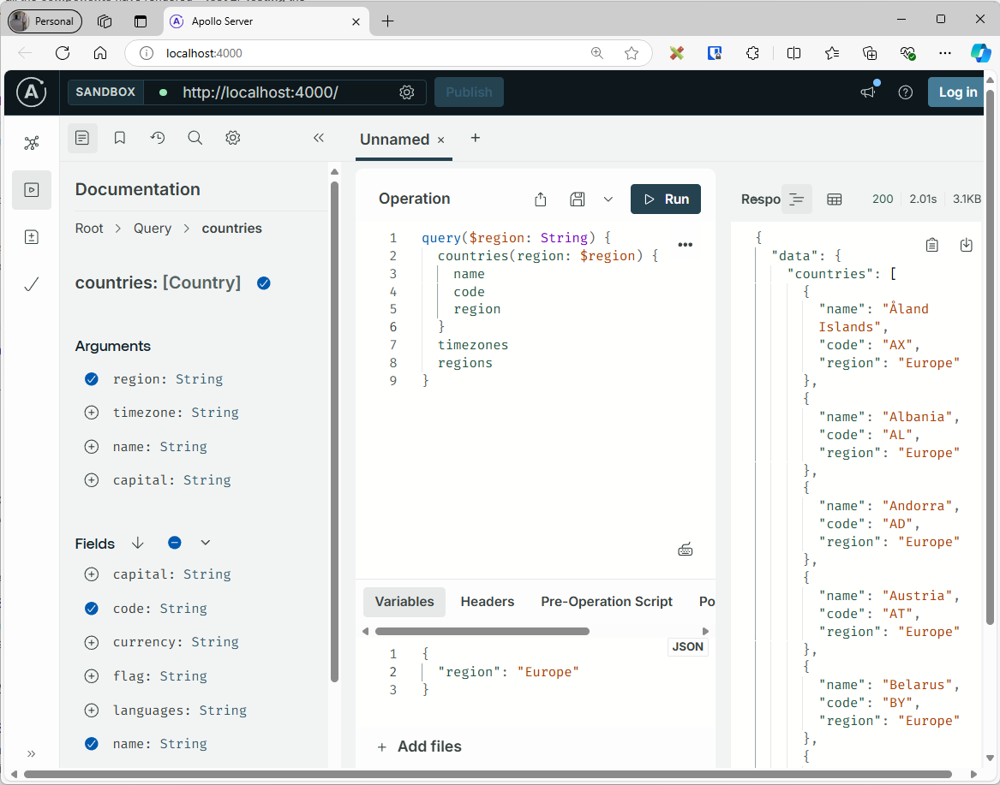 Personal
Apollo Server
localhost:4000
SANDBOX
http://localhost:4000/
Publish
Log in
Unnamed
Documentation
Root > Query > countries
countries: [Country]
Arguments
region: String
timezone: String
name: String
capital: String
Fields
capital: String
code: String
currency: String
flag: String
languages: String
name: String
Operation
Run
1 query($region: String) {
2 countries(region: $region) {
3 name
4 code
5 region
6 }
7 timezones
8 regions
9 }
Variables Headers Pre-Operation Script Po
JSON
1 {
2 "region": "Europe"
3 }
+ Add files
Respo
200 2.01s 3.1KB
{
"data": {
"countries": [
{
"name": "Åland
Islands",
"code": "AX",
"region": "Europe"
},
{
"name": "Albania",
"code": "AL",
"region": "Europe"
},
{
"name": "Andorra",
"code": "AD",
"region": "Europe"
},
{
"name": "Austria",
"code": "AT",
"region": "Europe"
},
{
"name": "Belarus",
"code": "BY",
"region": "Europe"
},
{